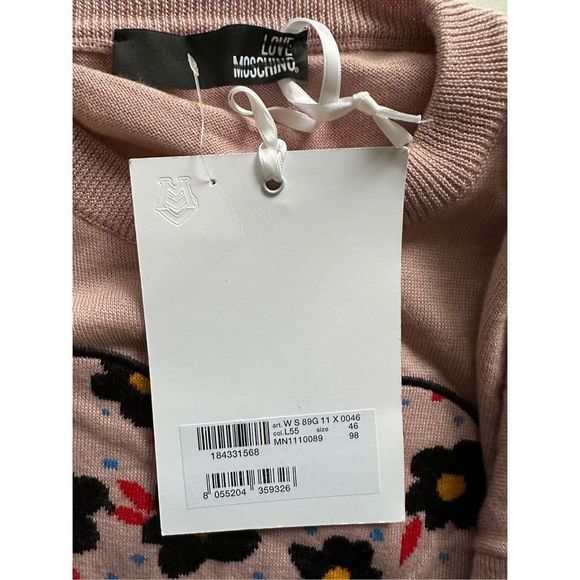 LOVE
MOSCHINO®
art. W S 89G 11 X 0046
col. L55 size 46
184331568 MN1110089 98
8 055204 359326